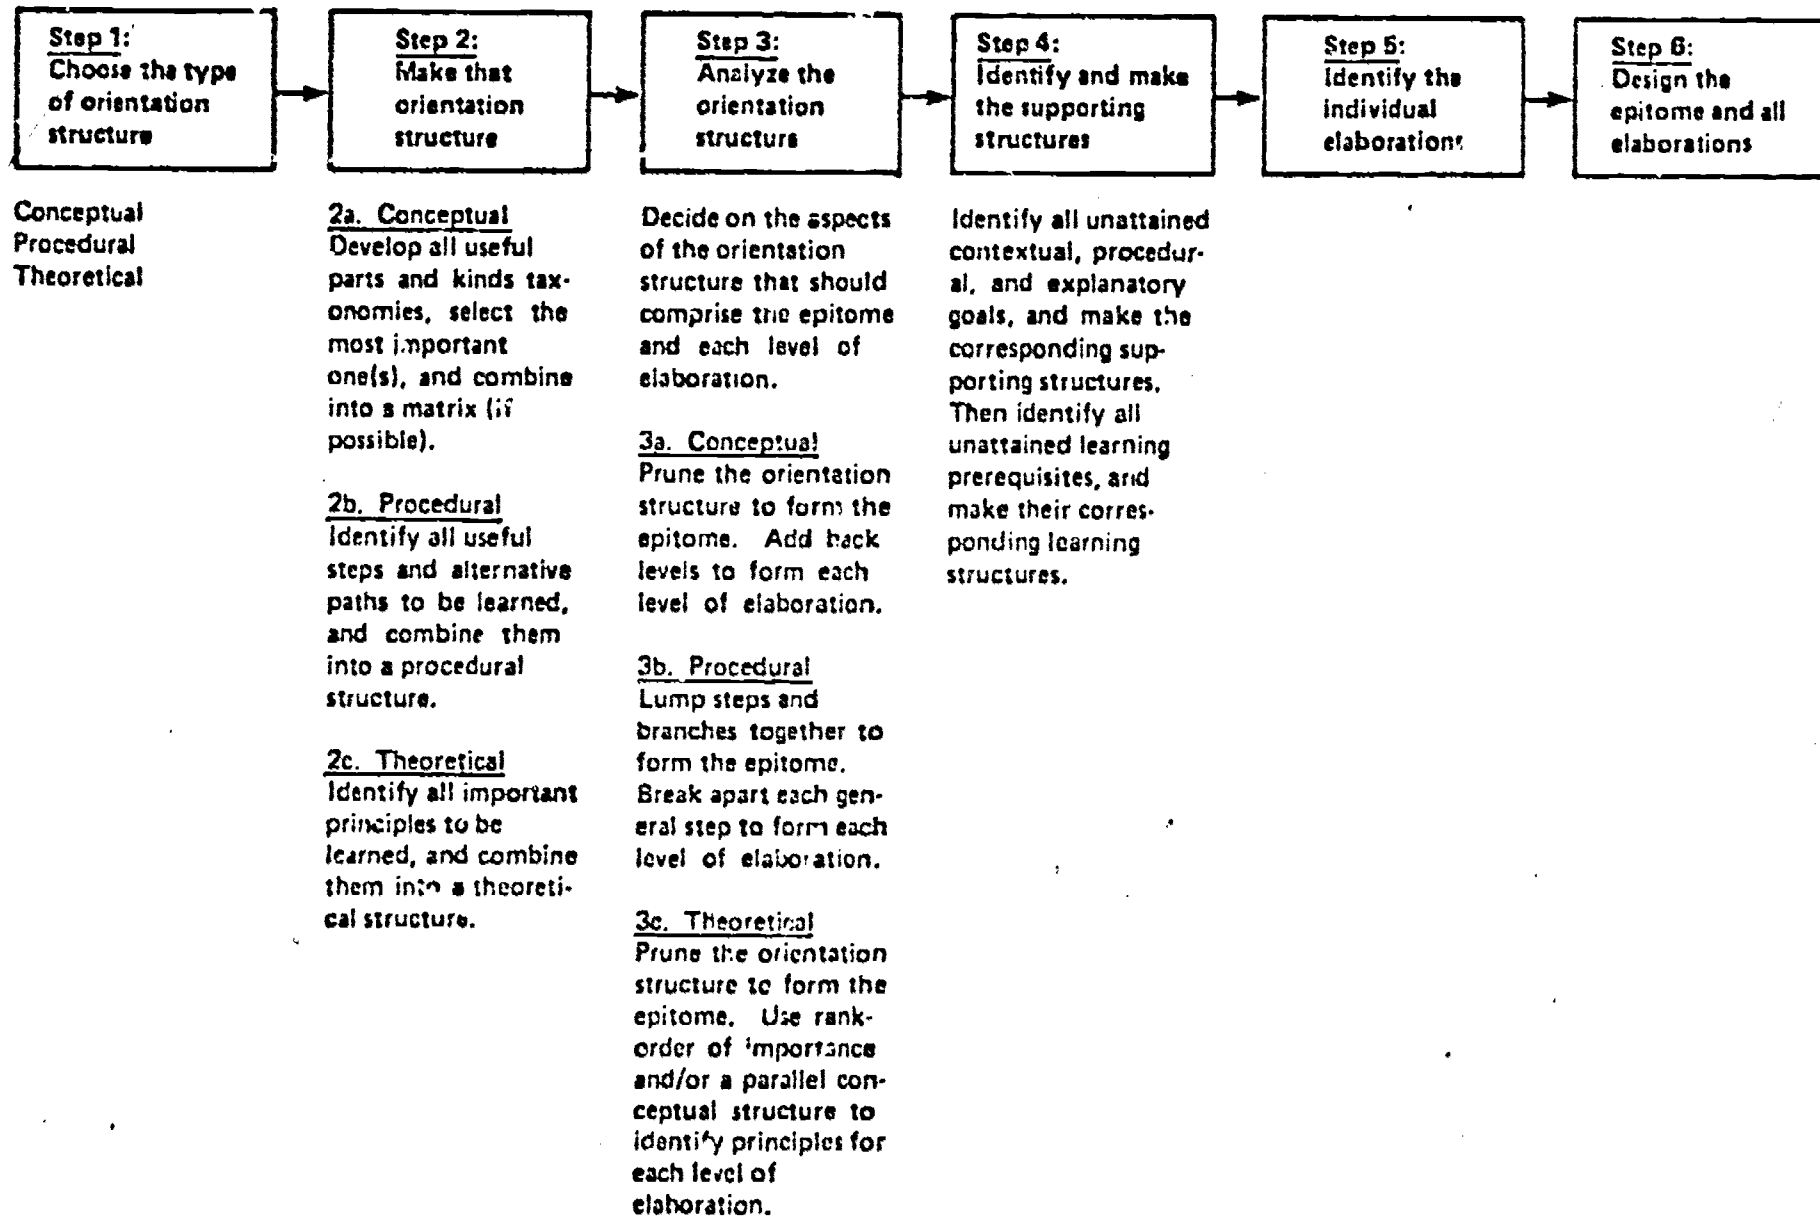 Step 1:
Choose the type
of orientation
structure
Step 2:
Make that
orientation
structure
Step 3:
Analyze the
orientation
structure
Step 4:
Identify and make
the supporting
structures
Step 5:
Identify the
individual
elaborations
Step 6:
Design the
epitome and all
elaborations
Conceptual
Procedural
Theoretical
2a. Conceptual
Develop all useful
parts and kinds tax-
onomies, select the
most important
one(s), and combine
into a matrix (if
possible).
2b. Procedural
Identify all useful
steps and alternative
paths to be learned,
and combine them
into a procedural
structure.
2c. Theoretical
Identify all important
principles to be
learned, and combine
them into a theoreti-
cal structure.
Decide on the aspects
of the orientation
structure that should
comprise the epitome
and each level of
elaboration.
3a. Conceptual
Prune the orientation
structure to form the
epitome. Add back
levels to form each
level of elaboration.
3b. Procedural
Lump steps and
branches together to
form the epitome.
Break apart each gen-
eral step to form each
level of elaboration.
3c. Theoretical
Prune the orientation
structure to form the
epitome. Use rank-
order of importance
and/or a parallel con-
ceptual structure to
identify principles for
each level of
elaboration.
Identify all unattained
contextual, procedur-
al, and explanatory
goals, and make the
corresponding sup-
porting structures.
Then identify all
unattained learning
prerequisites, and
make their corres-
ponding learning
structures.